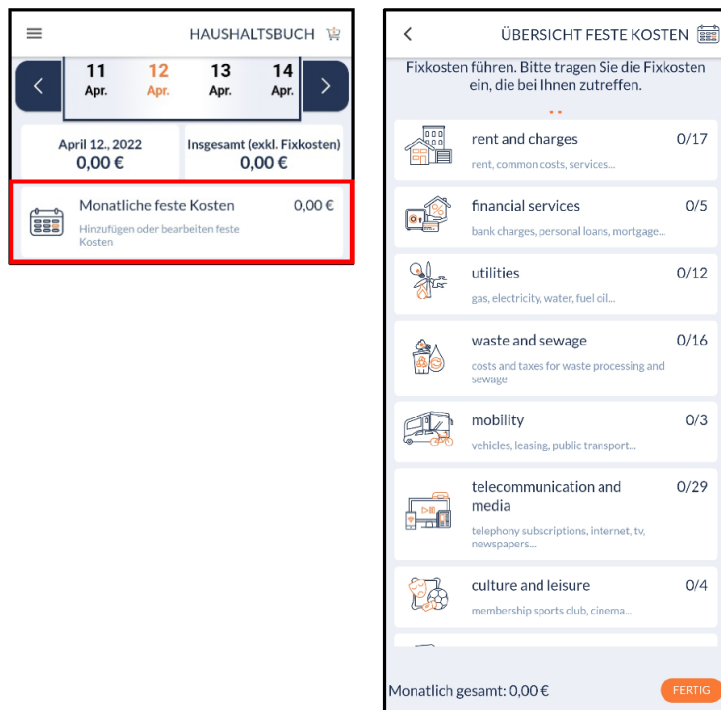 HAUSHALTSBUCH
11 12 13 14
Apr. Apr. Apr. Apr.
April 12., 2022
0,00 €
Insgesamt (exkl. Fixkosten)
0,00 €
Monatliche feste Kosten 0,00 €
Hinzufügen oder bearbeiten feste
Kosten
ÜBERSICHT FESTE KOSTEN
Fixkosten führen. Bitte tragen Sie die Fixkosten
ein, die bei Ihnen zutreffen.
rent and charges 0/17
rent, common costs, services...
financial services 0/5
bank charges, personal loans, mortgage...
utilities 0/12
gas, electricity, water, fuel oil...
waste and sewage 0/16
costs and taxes for waste processing and
sewage
mobility 0/3
vehicles, leasing, public transport...
telecommunication and 0/29
media
telephony subscriptions, internet, tv,
newspapers...
culture and leisure 0/4
membership sports club, cinema...
Monatlich gesamt: 0,00 €
FERTIG